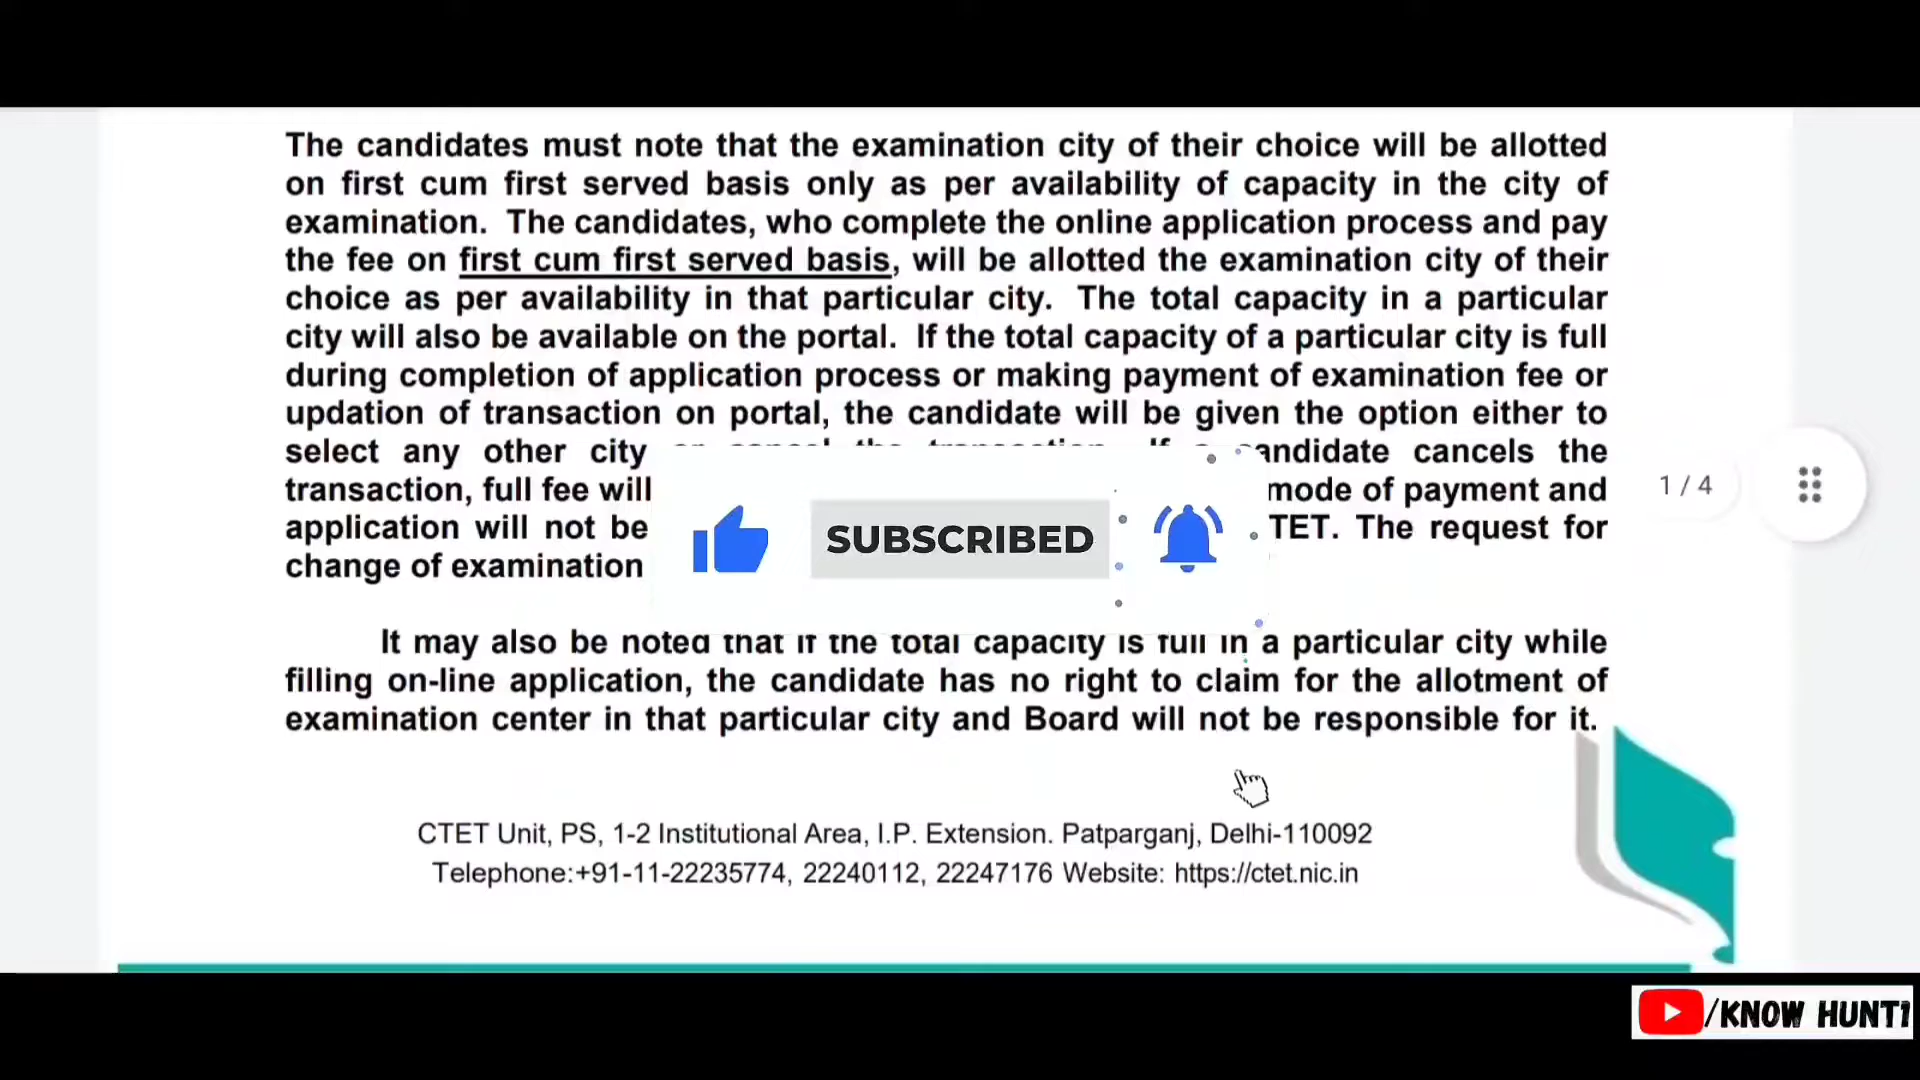 The candidates must note that the examination city of their choice will be allotted
on first cum first served basis only as per availability of capacity in the city of
examination. The candidates, who complete the online application process and pay
the fee on first cum first served basis, will be allotted the examination city of their
choice as per availability in that particular city. The total capacity in a particular
city will also be available on the portal. If the total capacity of a particular city is full
during completion of application process or making payment of examination fee or
updation of transaction on portal, the candidate will be given the option either to
select any other city or cancel the transaction. If a candidate cancels the
transaction, full fee will mode of payment and
application will not be TET. The request for
change of examination
SUBSCRIBED
1 / 4
It may also be noted that if the total capacity is full in a particular city while
filling on-line application, the candidate has no right to claim for the allotment of
examination center in that particular city and Board will not be responsible for it.
CTET Unit, PS, 1-2 Institutional Area, I.P. Extension. Patparganj, Delhi-110092
Telephone:+91-11-22235774, 22240112, 22247176 Website: https://ctet.nic.in
/KNOW HUNT1